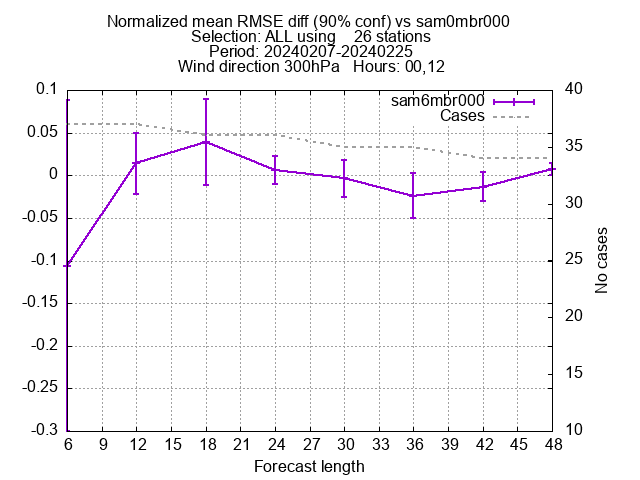 Normalized mean RMSE diff (90% conf) vs sam0mbr000
Selection: ALL using    26 stations
Period: 20240207-20240225
Wind direction 300hPa   Hours: 00,12
sam6mbr000
Cases
0.1
0.05
0
-0.05
-0.1
-0.15
-0.2
-0.25
-0.3
40
35
30
25
20
15
10
No cases
6 9 12 15 18 21 24 27 30 33 36 39 42 45 48
Forecast length